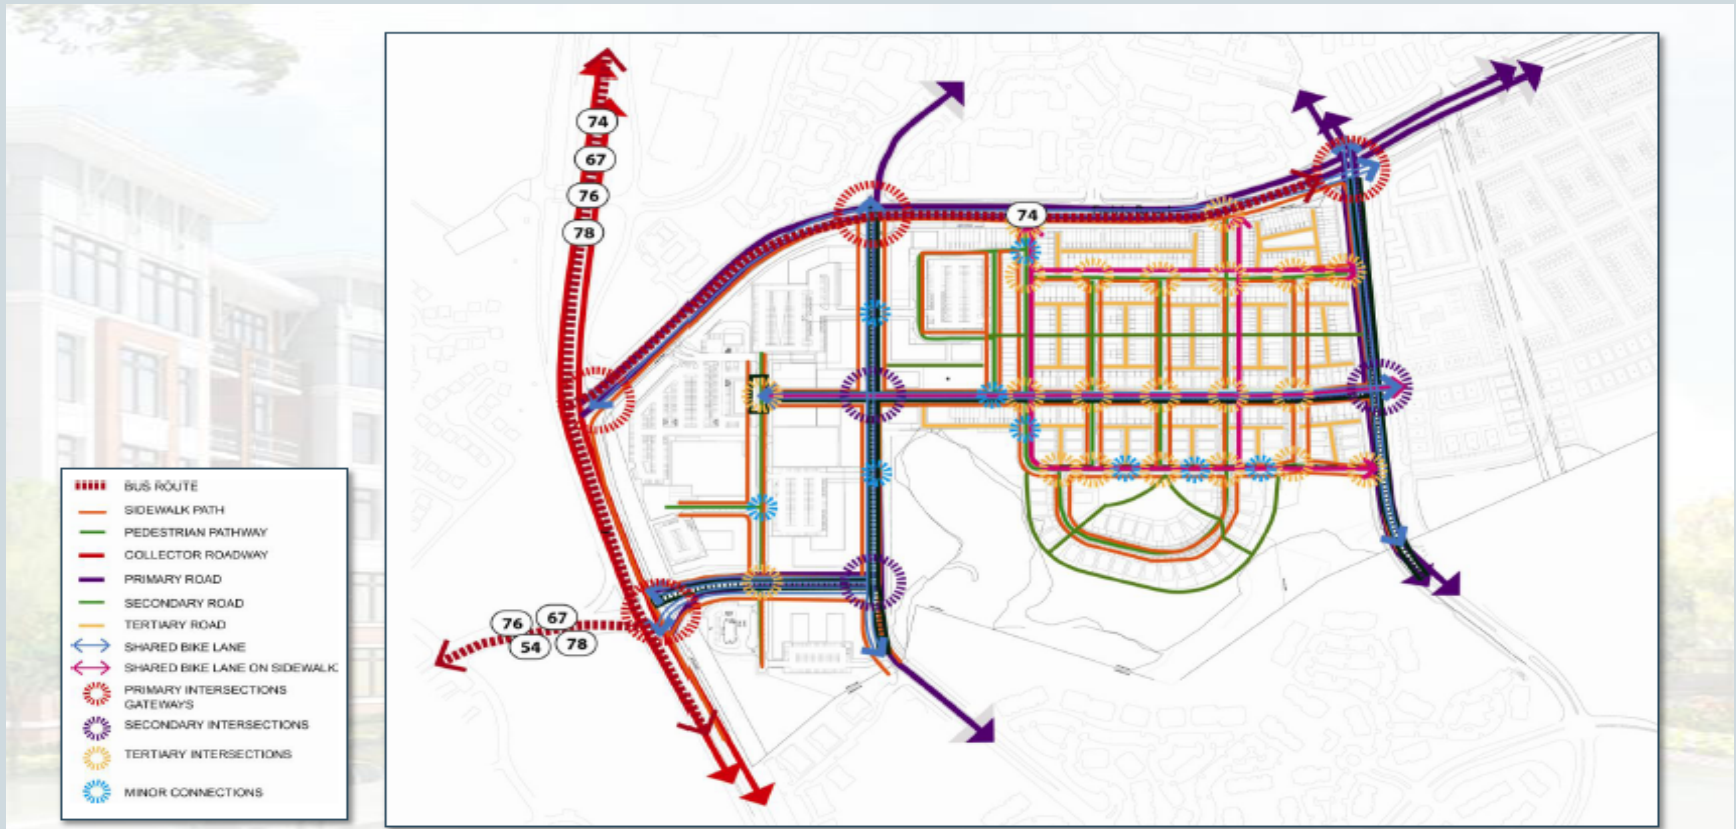 74
67
76
78
74
76
67
54
78
BUS ROUTE
SIDEWALK PATH
PEDESTRIAN PATHWAY
COLLECTOR ROADWAY
PRIMARY ROAD
SECONDARY ROAD
TERTIARY ROAD
SHARED BIKE LANE
SHARED BIKE LANE ON SIDEWALK
PRIMARY INTERSECTIONS
GATEWAYS
SECONDARY INTERSECTIONS
TERTIARY INTERSECTIONS
MINOR CONNECTIONS